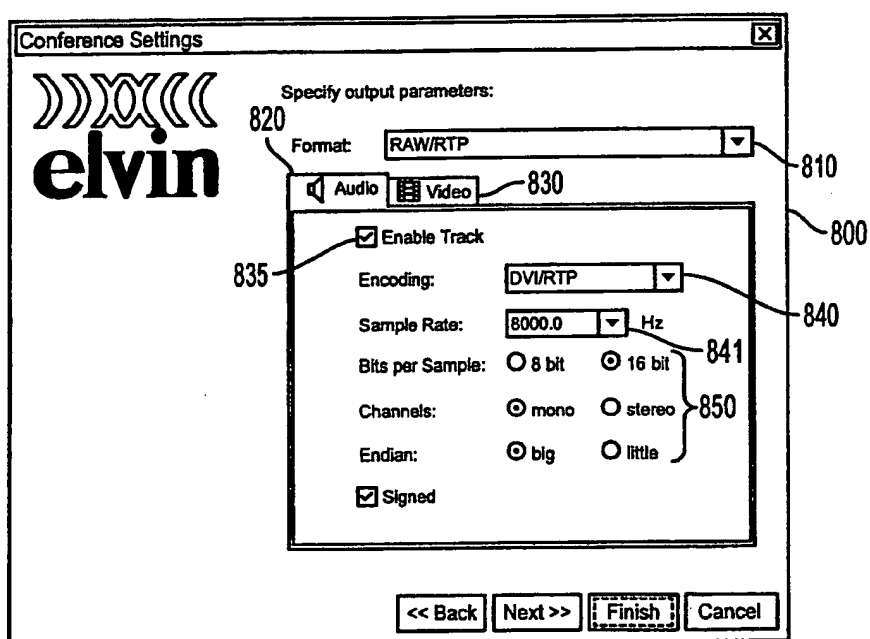 Conference Settings
elvin
Specify output parameters:
820
Format: RAW/RTP
810
Audio Video
830
800
Enable Track
835
Encoding: DVI/RTP
840
Sample Rate: 8000.0 Hz
841
Bits per Sample: 8 bit 16 bit
Channels: mono stereo
850
Endian: big little
Signed
<< Back Next >> Finish Cancel